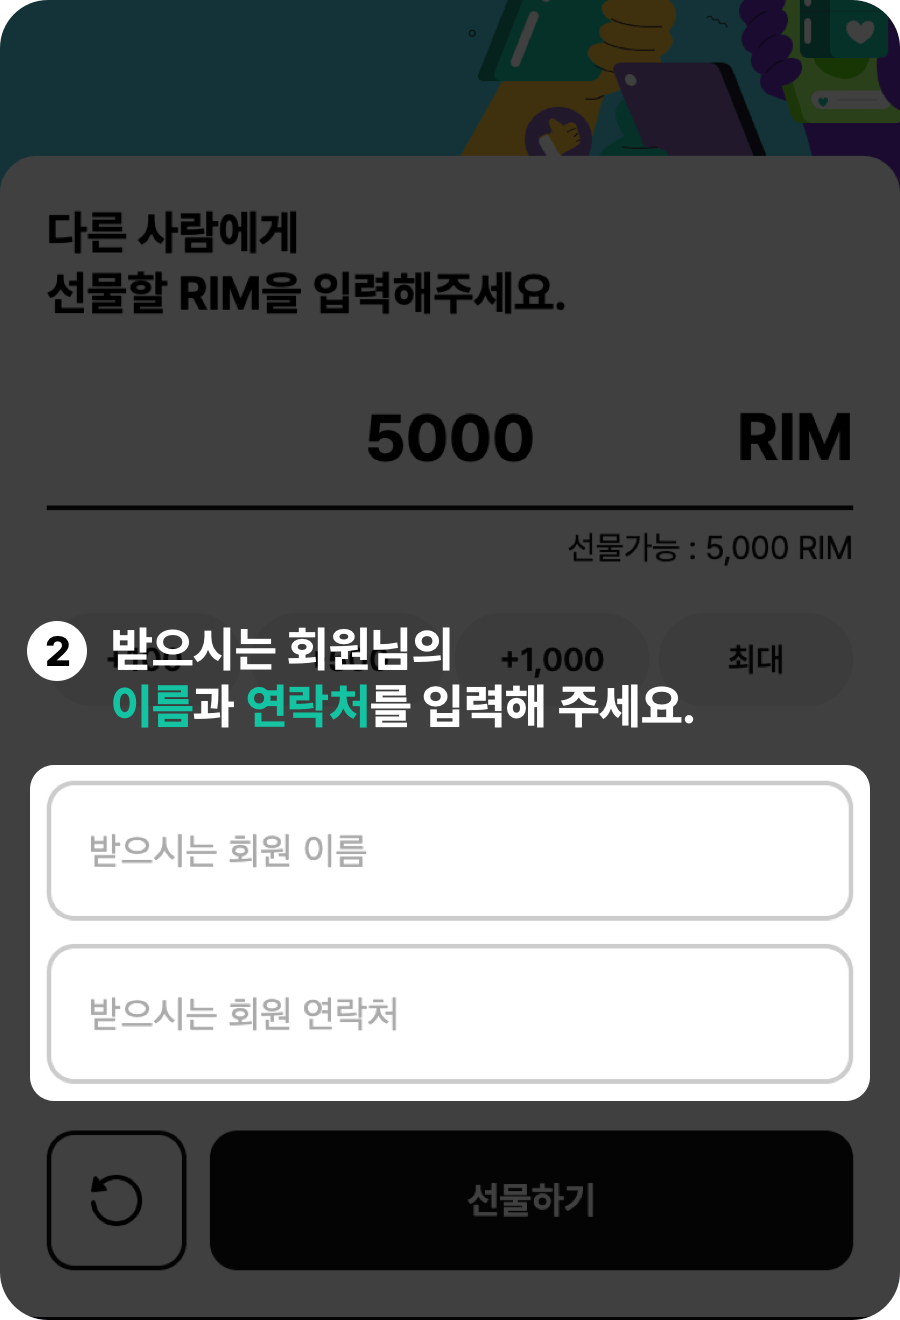 다른 사람에게
선물할 RIM을 입력해주세요.
5000 RIM
선물가능 : 5,000 RIM
2 받으시는 회원님의
이름과 연락처를 입력해 주세요.
+100 +500 +1,000 최대
받으시는 회원 이름
받으시는 회원 연락처
선물하기